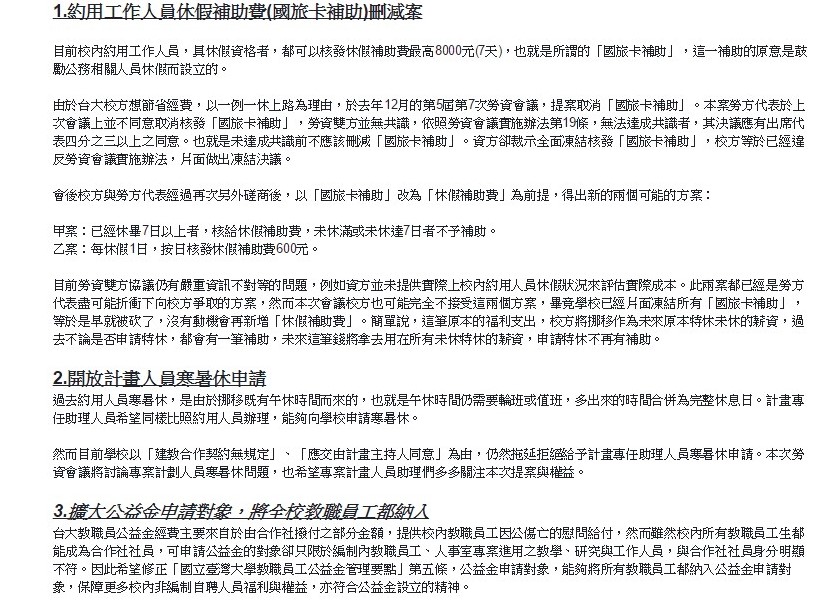 1.約用工作人員休假補助費(國旅卡補助)刪減案
目前校內約用工作人員，具休假資格者，都可以核發休假補助費最高8000元(7天)，也就是所謂的「國旅卡補助」，這一補助的原意是鼓
勵公務相關人員休假而設立的。
由於台大校方想節省經費，以一例一休上路為理由，於去年12月的第5屆第7次勞資會議，提案取消「國旅卡補助」。本案勞方代表於上
次會議上並不同意取消核發「國旅卡補助」，勞資雙方並無共識，依照勞資會議實施辦法第19條，無法達成共識者，其決議應有出席代
表四分之三以上之同意。也就是未達成共識前不應該刪減「國旅卡補助」。資方卻裁示全面凍結核發「國旅卡補助」，校方等於已經違
反勞資會議實施辦法，片面做出凍結決議。
會後校方與勞方代表經過再次另外磋商後，以「國旅卡補助」改為「休假補助費」為前提，得出新的兩個可能的方案：
甲案：已經休畢7日以上者，核給休假補助費，未休滿或未休達7日者不予補助。
乙案：每休假1日，按日核發休假補助費600元。
目前勞資雙方協議仍有嚴重資訊不對等的問題，例如資方並未提供實際上校內約用人員休假狀況來評估實際成本。此兩案都已經是勞方
代表盡可能折衝下向校方爭取的方案，然而本次會議校方也可能完全不接受這兩個方案，畢竟學校已經片面凍結所有「國旅卡補助」，
等於是早就被砍了，沒有動機會再新增「休假補助費」。簡單說，這筆原本的福利支出，校方將挪移作為未來原本特休未休的薪資，過
去不論是否申請特休，都會有一筆補助，未來這筆錢將拿去用在所有未休特休的薪資，申請特休不再有補助。
2.開放計畫人員寒暑休申請
過去約用人員寒暑休，是由於挪移既有午休時間而來的，也就是午休時間仍需要輪班或值班，多出來的時間合併為完整休息日。計畫專
任助理人員希望同樣比照約用人員辦理，能夠向學校申請寒暑休。
然而目前學校以「建教合作契約無規定」、「應交由計畫主持人同意」為由，仍然拖延拒絕給予計畫專任助理人員寒暑休申請。本次勞
資會議將討論專案計劃人員寒暑休問題，也希望專案計畫人員助理們多多關注本次提案與權益。
3.擴大公益金申請對象，將全校教職員工都納入
台大教職員公益金經費主要來自於由合作社撥付之部分金額，提供校內教職員工因公傷亡的慰問給付，然而雖然校內所有教職員工生都
能成為合作社社員，可申請公益金的對象卻只限於編制內教職員工、人事室專案進用之教學、研究與工作人員，與合作社社員身分明顯
不符。因此希望修正「國立臺灣大學教職員工公益金管理要點」第五條，公益金申請對象，能夠將所有教職員工都納入公益金申請對
象，保障更多校內非編制自聘人員福利與權益，亦符合公益金設立的精神。